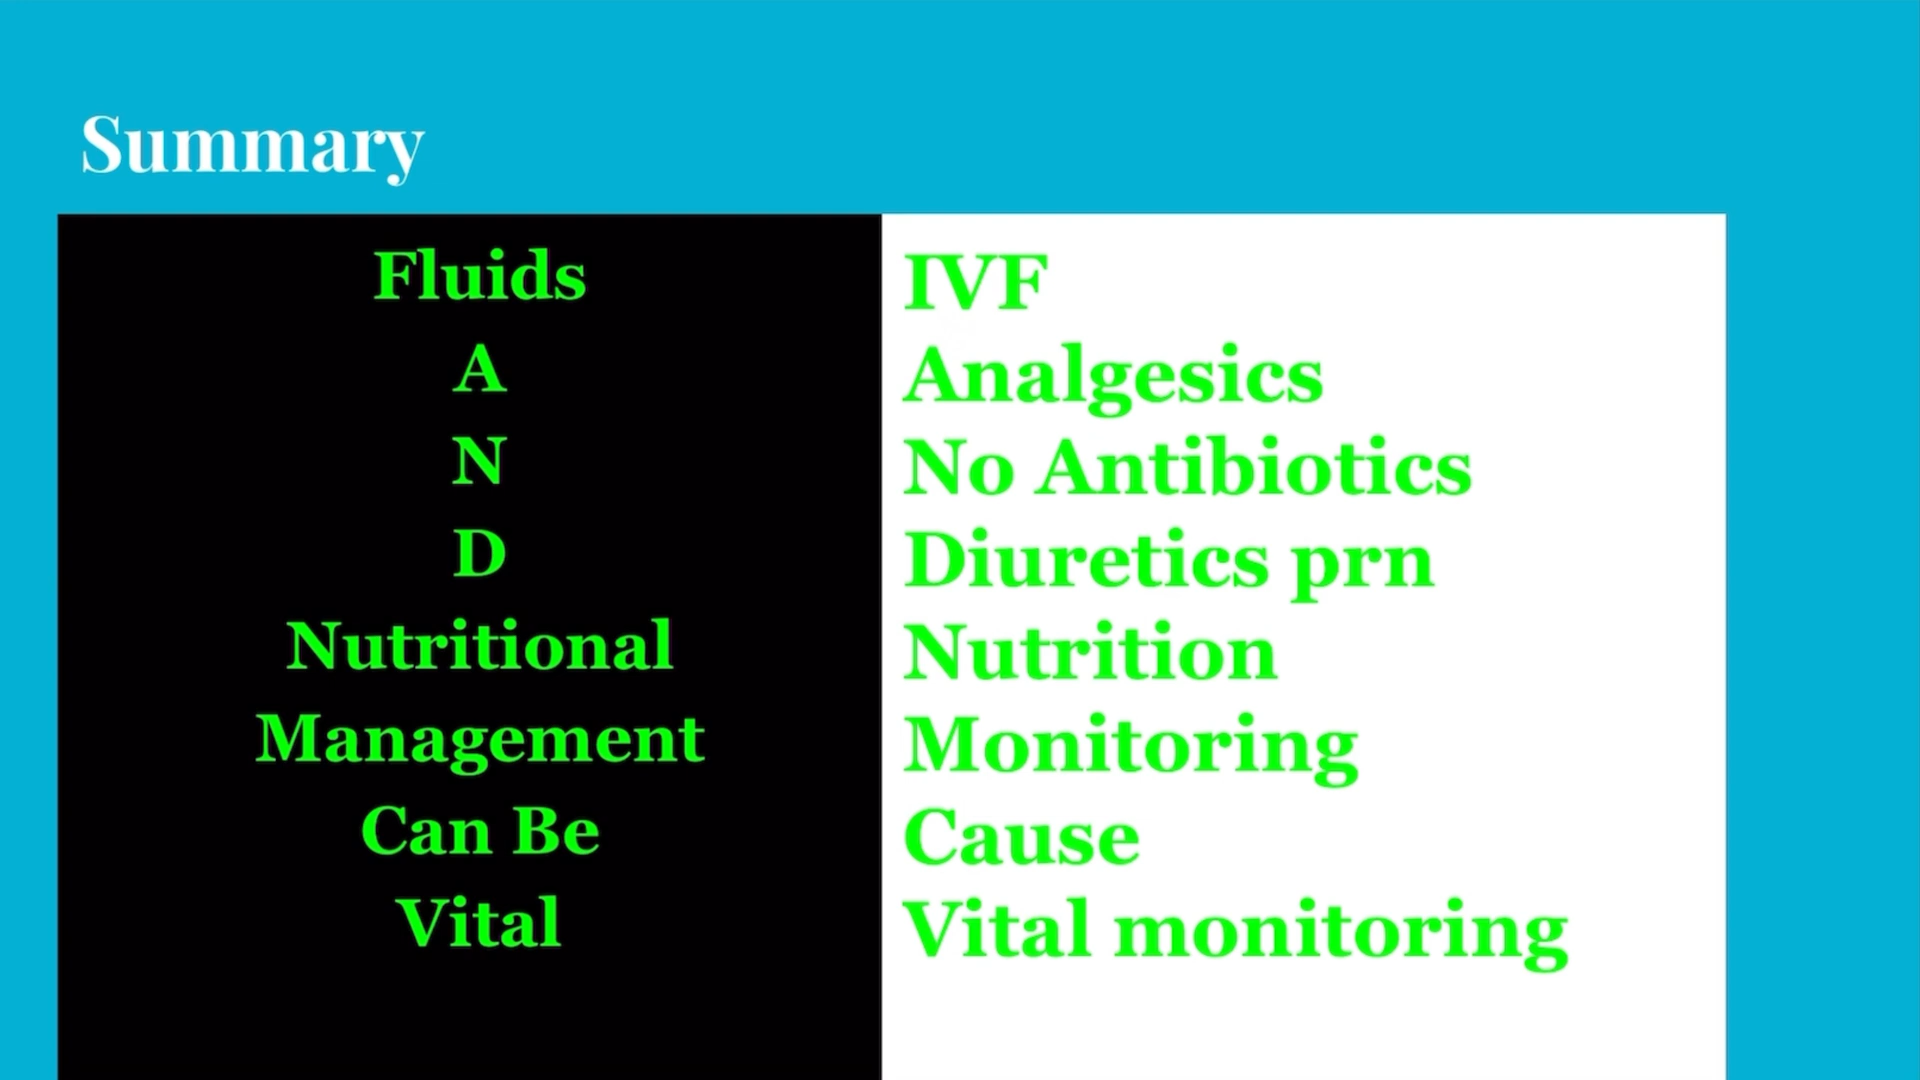 Summary
Fluids
A
N
D
Nutritional
Management
Can Be
Vital
IVF
Analgesics
No Antibiotics
Diuretics prn
Nutrition
Monitoring
Cause
Vital monitoring